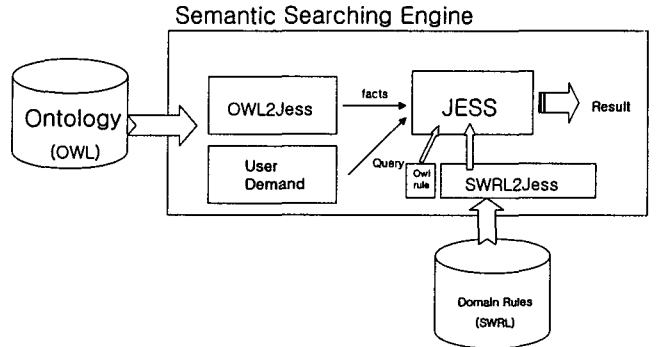 Semantic Searching Engine
Ontology
(OWL)
OWL2Jess
facts
JESS
Result
User
Demand
Query
Owl
rule
SWRL2Jess
Domain Rules
(SWRL)